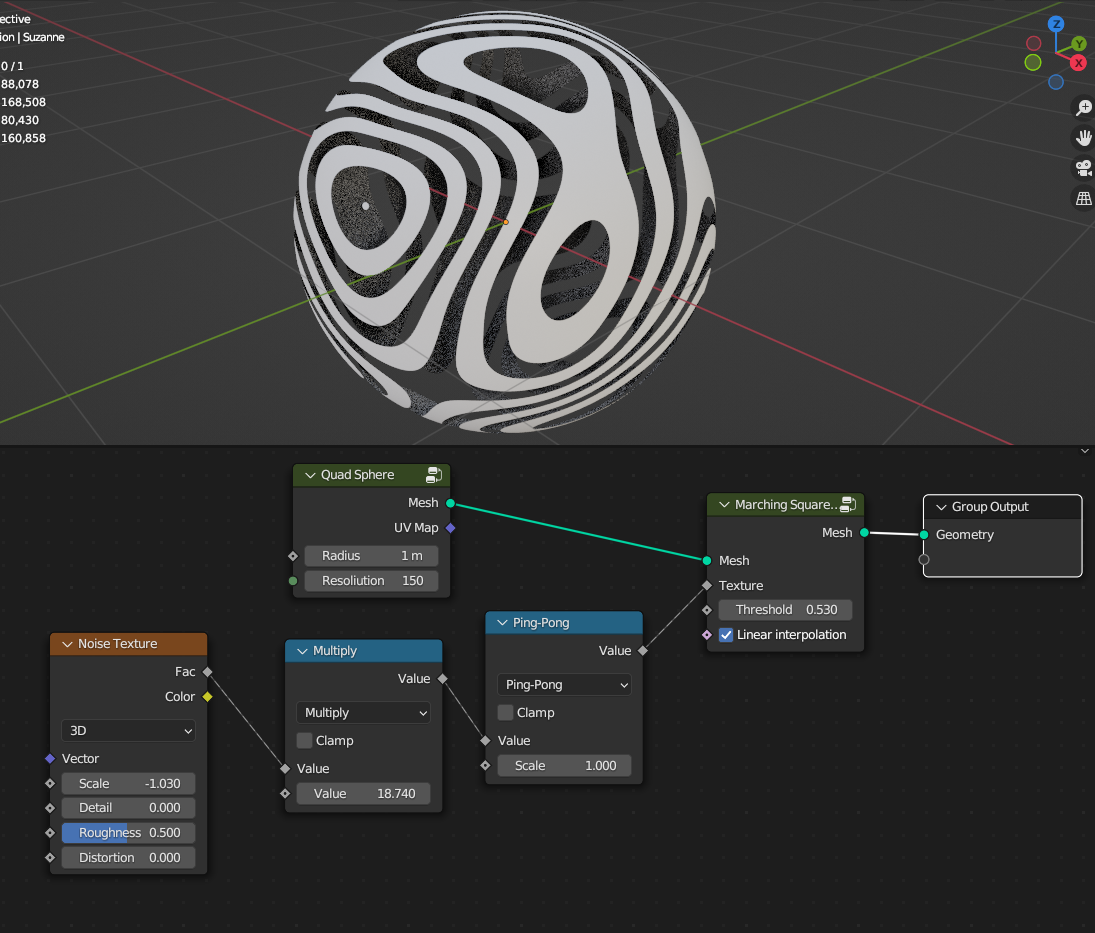 ective
ion | Suzanne
0 / 1
88,078
168,508
80,430
160,858
Z
Y
X
Quad Sphere
Mesh
UV Map
Radius 1 m
Resoliution 150
Marching Square..
Mesh
Mesh
Texture
Threshold 0.530
Linear interpolation
Group Output
Geometry
Ping-Pong
Value
Ping-Pong
Clamp
Value
Scale 1.000
Multiply
Value
Multiply
Clamp
Value
Value 18.740
Noise Texture
Fac
Color
3D
Vector
Scale -1.030
Detail 0.000
Roughness 0.500
Distortion 0.000